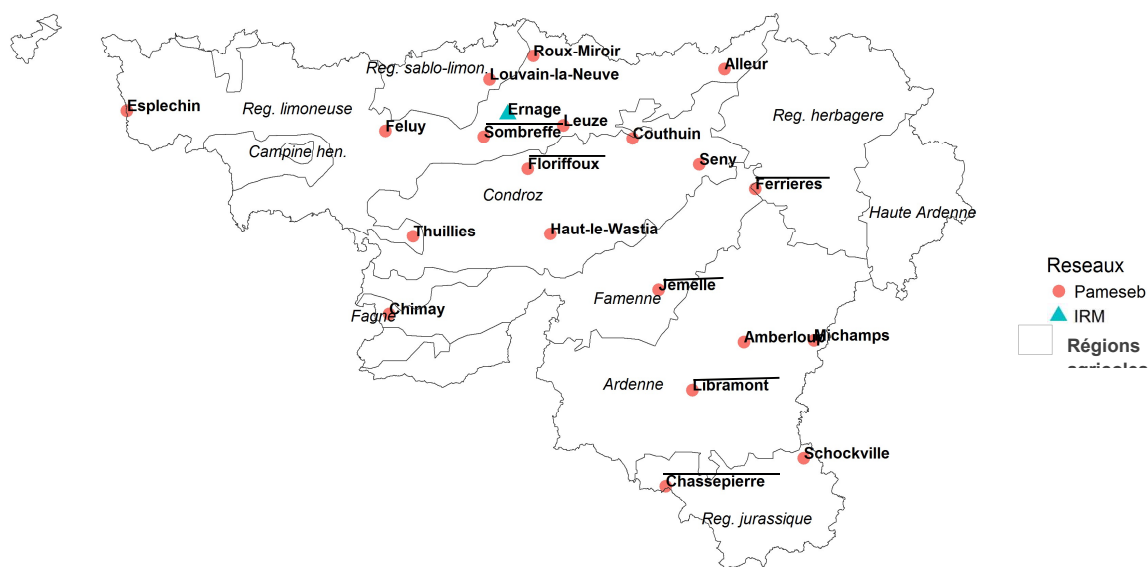 Roux-Miroir
Reg. sablo-limon.
Louvain-la-Neuve
Alleur
Esplechin
Reg. limoneuse
Ernage
Reg. herbagere
Feluy
Leuze
Sombreffe
Couthuin
Campine hen.
Floriffoux
Seny
Condroz
Ferrieres
Haute Ardenne
Thuillies
Haut-le-Wastia
Reseaux
Jemelle
Pameseb
Famenne
Chimay
Fagne
IRM
Amberloup
Michamps
Régions
agricoles
Ardenne
Libramont
Schockville
Chassepierre
Reg. jurassique